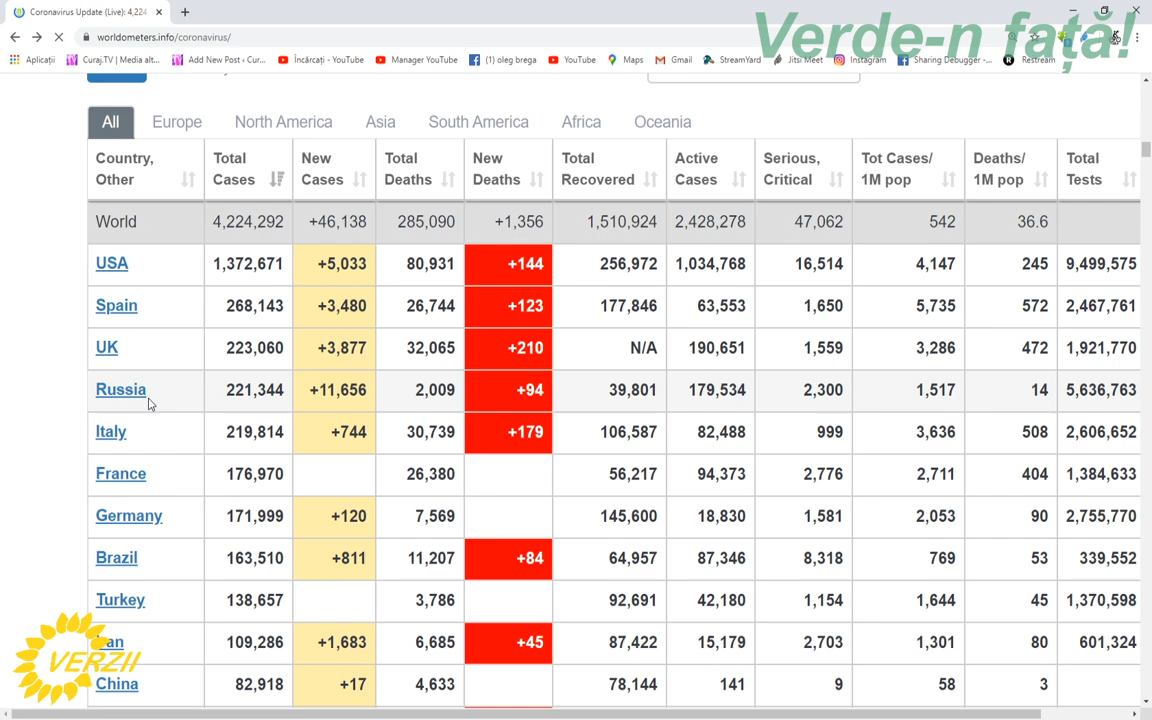 Coronavirus Update (Live): 4,224
Verde-n față!
worldometers.info/coronavirus/
Aplicații Curaj.TV | Media alt... Add New Post ‹ Cur... Încărcați - YouTube Manager YouTube (1) oleg brega YouTube Maps Gmail StreamYard Jitsi Meet Instagram Sharing Debugger -... Restream
All Europe North America Asia South America Africa Oceania
Country, Other Total Cases New Cases Total Deaths New Deaths Total Recovered Active Cases Serious, Critical Tot Cases/ 1M pop Deaths/ 1M pop Total Tests
World 4,224,292 +46,138 285,090 +1,356 1,510,924 2,428,278 47,062 542 36.6
USA 1,372,671 +5,033 80,931 +144 256,972 1,034,768 16,514 4,147 245 9,499,575
Spain 268,143 +3,480 26,744 +123 177,846 63,553 1,650 5,735 572 2,467,761
UK 223,060 +3,877 32,065 +210 N/A 190,651 1,559 3,286 472 1,921,770
Russia 221,344 +11,656 2,009 +94 39,801 179,534 2,300 1,517 14 5,636,763
Italy 219,814 +744 30,739 +179 106,587 82,488 999 3,636 508 2,606,652
France 176,970 26,380 56,217 94,373 2,776 2,711 404 1,384,633
Germany 171,999 +120 7,569 145,600 18,830 1,581 2,053 90 2,755,770
Brazil 163,510 +811 11,207 +84 64,957 87,346 8,318 769 53 339,552
Turkey 138,657 3,786 92,691 42,180 1,154 1,644 45 1,370,598
109,286 +1,683 6,685 +45 87,422 15,179 2,703 1,301 80 601,324
VERZII
China 82,918 +17 4,633 78,144 141 9 58 3